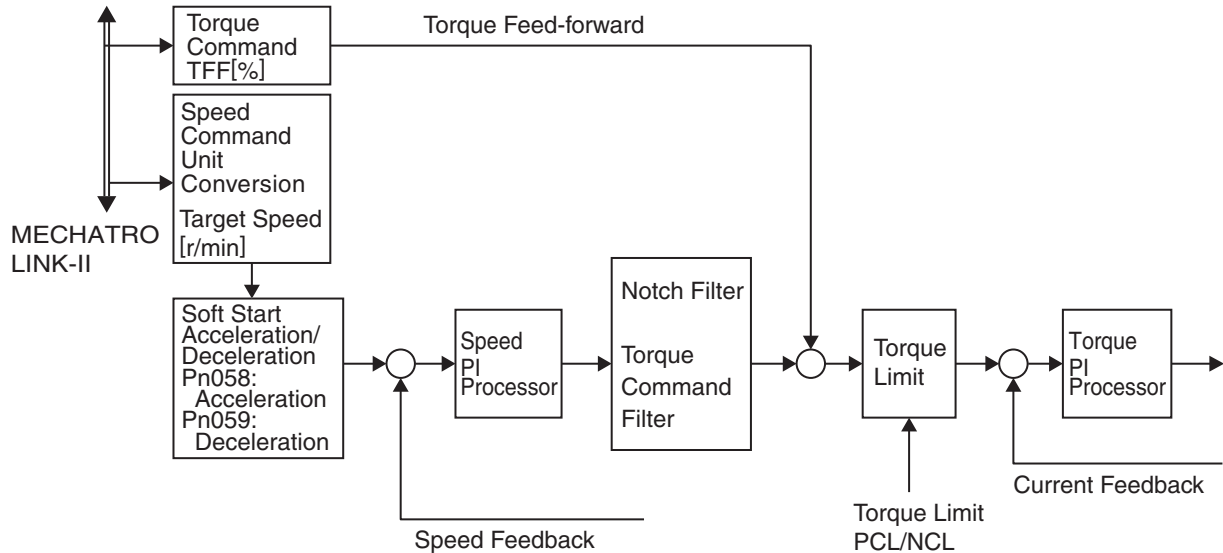 Torque
Command
TFF[%]
Torque Feed-forward
Speed
Command
Unit
Conversion
Target Speed
[r/min]
MECHATRO
LINK-II
Soft Start
Acceleration/
Deceleration
Pn058:
Acceleration
Pn059:
Deceleration
Speed
PI
Processor
Notch Filter
Torque
Command
Filter
Torque
Limit
Torque
PI
Processor
Speed Feedback
Torque Limit
PCL/NCL
Current Feedback